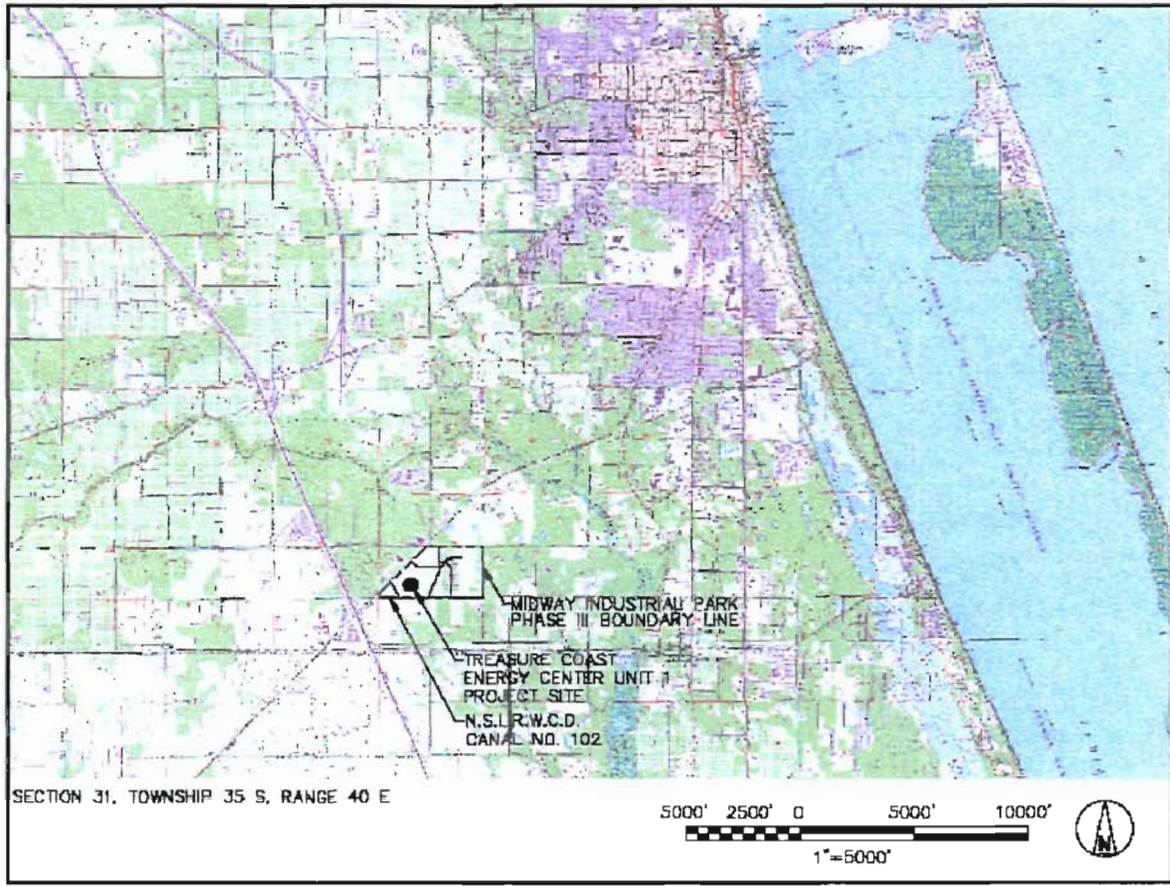 MIDWAY INDUSTRIAL PARK
PHASE III BOUNDARY LINE
TREASURE COAST
ENERGY CENTER UNIT 1
PROJECT SITE
N.S.L.R.W.C.D.
CANAL NO. 102
SECTION 31, TOWNSHIP 35 S, RANGE 40 E
5000' 2500' 0 5000' 10000'
1"=5000'
N